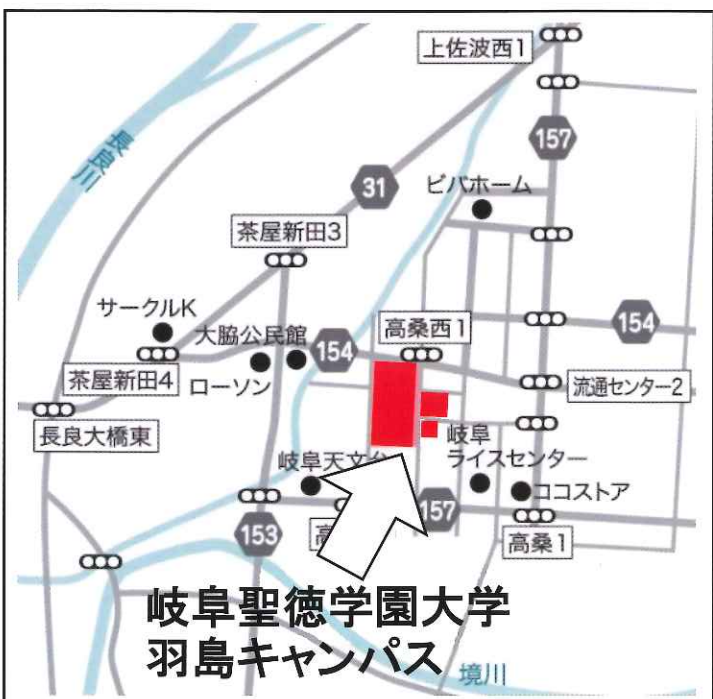 上佐波西1
157
長良川
31
ビバホーム
茶屋新田3
サークルK
大脇公民館
154
高桑西1
154
茶屋新田4
ローソン
流通センター2
長良大橋東
岐阜
ライスセンター
岐阜天文台
ココストア
153
高
157
高桑1
岐阜聖徳学園大学
羽島キャンパス
境川